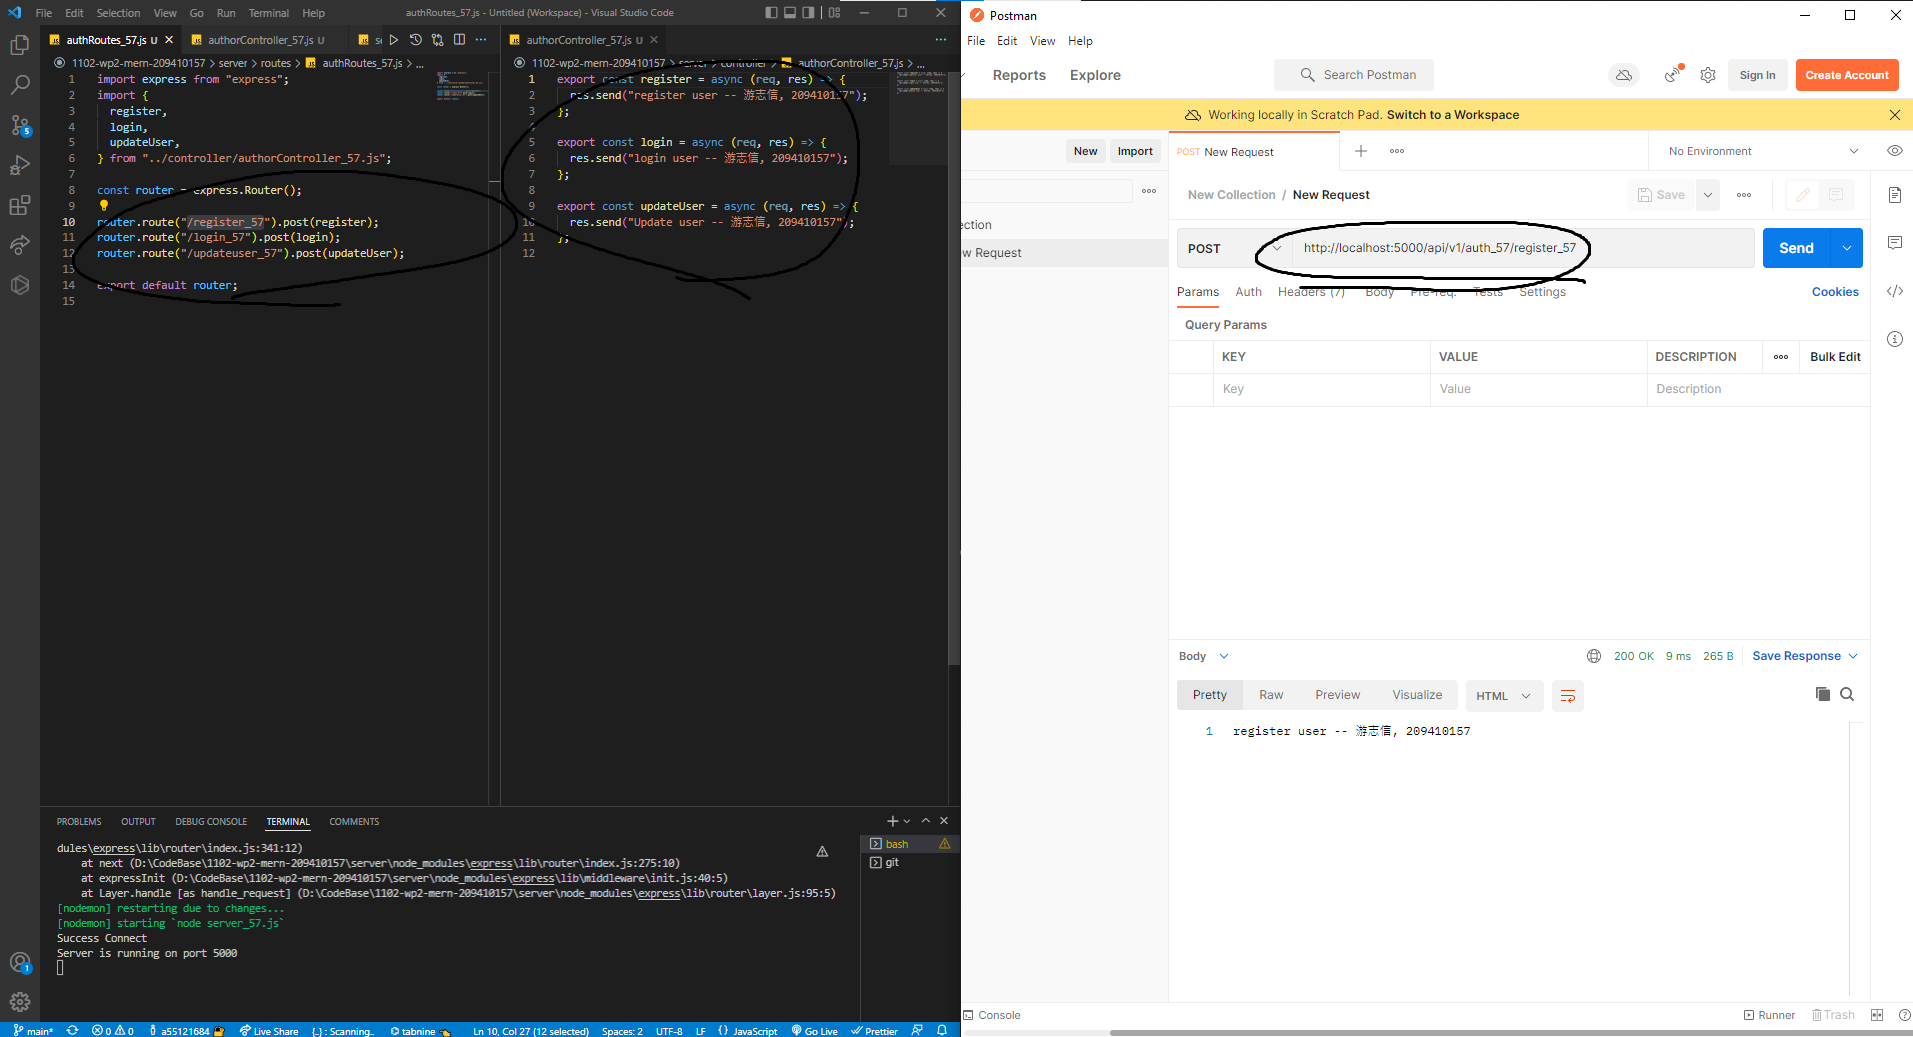 File Edit Selection View Go Run Terminal Help authRoutes_57.js - Untitled (Workspace) - Visual Studio Code
JS authRoutes_57.js U
JS authorController_57.js U
JS
1102-wp2-mern-209410157 > server > routes > JS authRoutes_57.js > ...
1 import express from "express";
2 import {
3 register,
4 login,
5 updateUser,
6 } from "../controller/authorController_57.js";
7
8 const router = express.Router();
9
10 router.route("/register_57").post(register);
11 router.route("/login_57").post(login);
12 router.route("/updateuser_57").post(updateUser);
13
14 export default router;
15
JS authorController_57.js U
1102-wp2-mern-209410157 > server > controller > JS authorController_57.js > ...
1 export const register = async (req, res) => {
2 res.send("register user -- 游志信, 209410157");
3 };
4
5 export const login = async (req, res) => {
6 res.send("login user -- 游志信, 209410157");
7 };
8
9 export const updateUser = async (req, res) => {
10 res.send("Update user -- 游志信, 209410157");
11 };
12
5
1
PROBLEMS OUTPUT DEBUG CONSOLE TERMINAL COMMENTS
dules\express\lib\router\index.js:341:12)
at next (D:\CodeBase\1102-wp2-mern-209410157\server\node_modules\express\lib\router\index.js:275:10)
at expressInit (D:\CodeBase\1102-wp2-mern-209410157\server\node_modules\express\lib\middleware\init.js:40:5)
at Layer.handle [as handle_request] (D:\CodeBase\1102-wp2-mern-209410157\server\node_modules\express\lib\router\layer.js:95:5)
[nodemon] restarting due to changes...
[nodemon] starting `node server_57.js`
Success Connect
Server is running on port 5000
bash
git
main* 0 0 a55121684 Live Share {..} : Scanning.. tabnine Ln 10, Col 27 (12 selected) Spaces: 2 UTF-8 LF {} JavaScript Go Live Prettier
Postman
File Edit View Help
Reports Explore Search Postman Sign In Create Account
Working locally in Scratch Pad. Switch to a Workspace
New Import
POST New Request
No Environment
New Collection / New Request
Save
ection
ew Request
POST http://localhost:5000/api/v1/auth_57/register_57 Send
Params Auth Headers (7) Body Pre-req. Tests Settings Cookies
Query Params
KEY VALUE DESCRIPTION Bulk Edit
Key Value Description
Body 200 OK 9 ms 265 B Save Response
Pretty Raw Preview Visualize HTML
1 register user -- 游志信, 209410157
Console Runner Trash